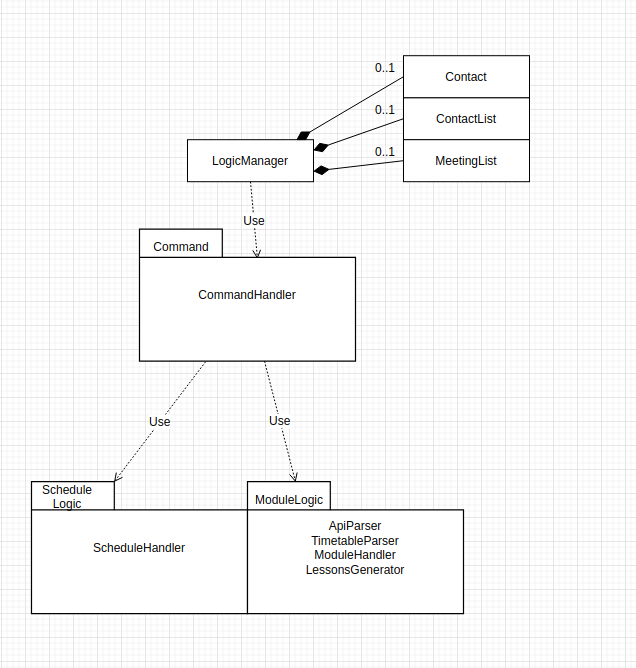 0..1
Contact
0..1
ContactList
0..1
MeetingList
LogicManager
Use
Command
CommandHandler
Use
Use
Schedule
Logic
ModuleLogic
ScheduleHandler
ApiParser
TimetableParser
ModuleHandler
LessonsGenerator